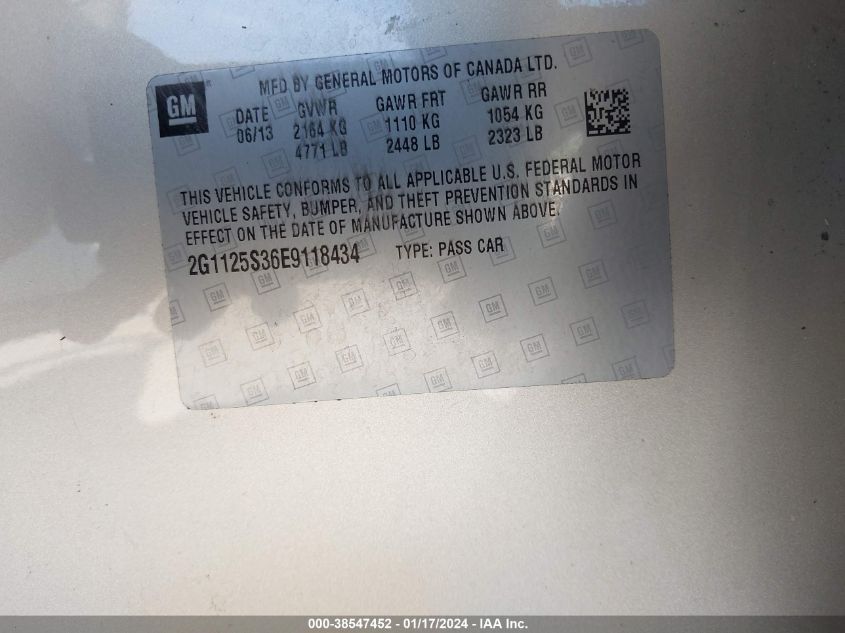 MFD BY GENERAL MOTORS OF CANADA LTD.
GM
DATE GVWR GAWR FRT GAWR RR
06/13 2164 KG 1110 KG 1054 KG
4771 LB 2448 LB 2323 LB
THIS VEHICLE CONFORMS TO ALL APPLICABLE U.S. FEDERAL MOTOR
VEHICLE SAFETY, BUMPER, AND THEFT PREVENTION STANDARDS IN
EFFECT ON THE DATE OF MANUFACTURE SHOWN ABOVE.
2G1125S36E9118434 TYPE: PASS CAR
000-38547452 - 01/17/2024 - IAA Inc.